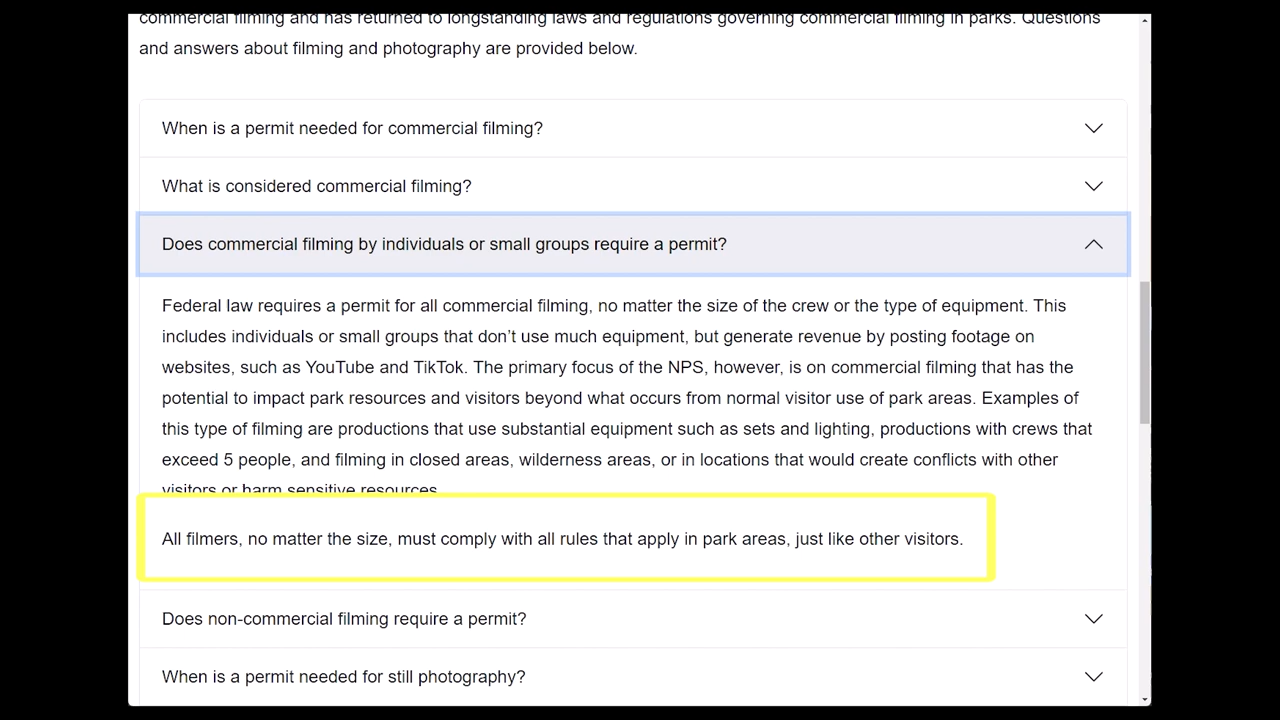 commercial filming and has returned to longstanding laws and regulations governing commercial filming in parks. Questions
and answers about filming and photography are provided below.
When is a permit needed for commercial filming?
What is considered commercial filming?
Does commercial filming by individuals or small groups require a permit?
Federal law requires a permit for all commercial filming, no matter the size of the crew or the type of equipment. This
includes individuals or small groups that don’t use much equipment, but generate revenue by posting footage on
websites, such as YouTube and TikTok. The primary focus of the NPS, however, is on commercial filming that has the
potential to impact park resources and visitors beyond what occurs from normal visitor use of park areas. Examples of
this type of filming are productions that use substantial equipment such as sets and lighting, productions with crews that
exceed 5 people, and filming in closed areas, wilderness areas, or in locations that would create conflicts with other
visitors or harm sensitive resources.
All filmers, no matter the size, must comply with all rules that apply in park areas, just like other visitors.
Does non-commercial filming require a permit?
When is a permit needed for still photography?